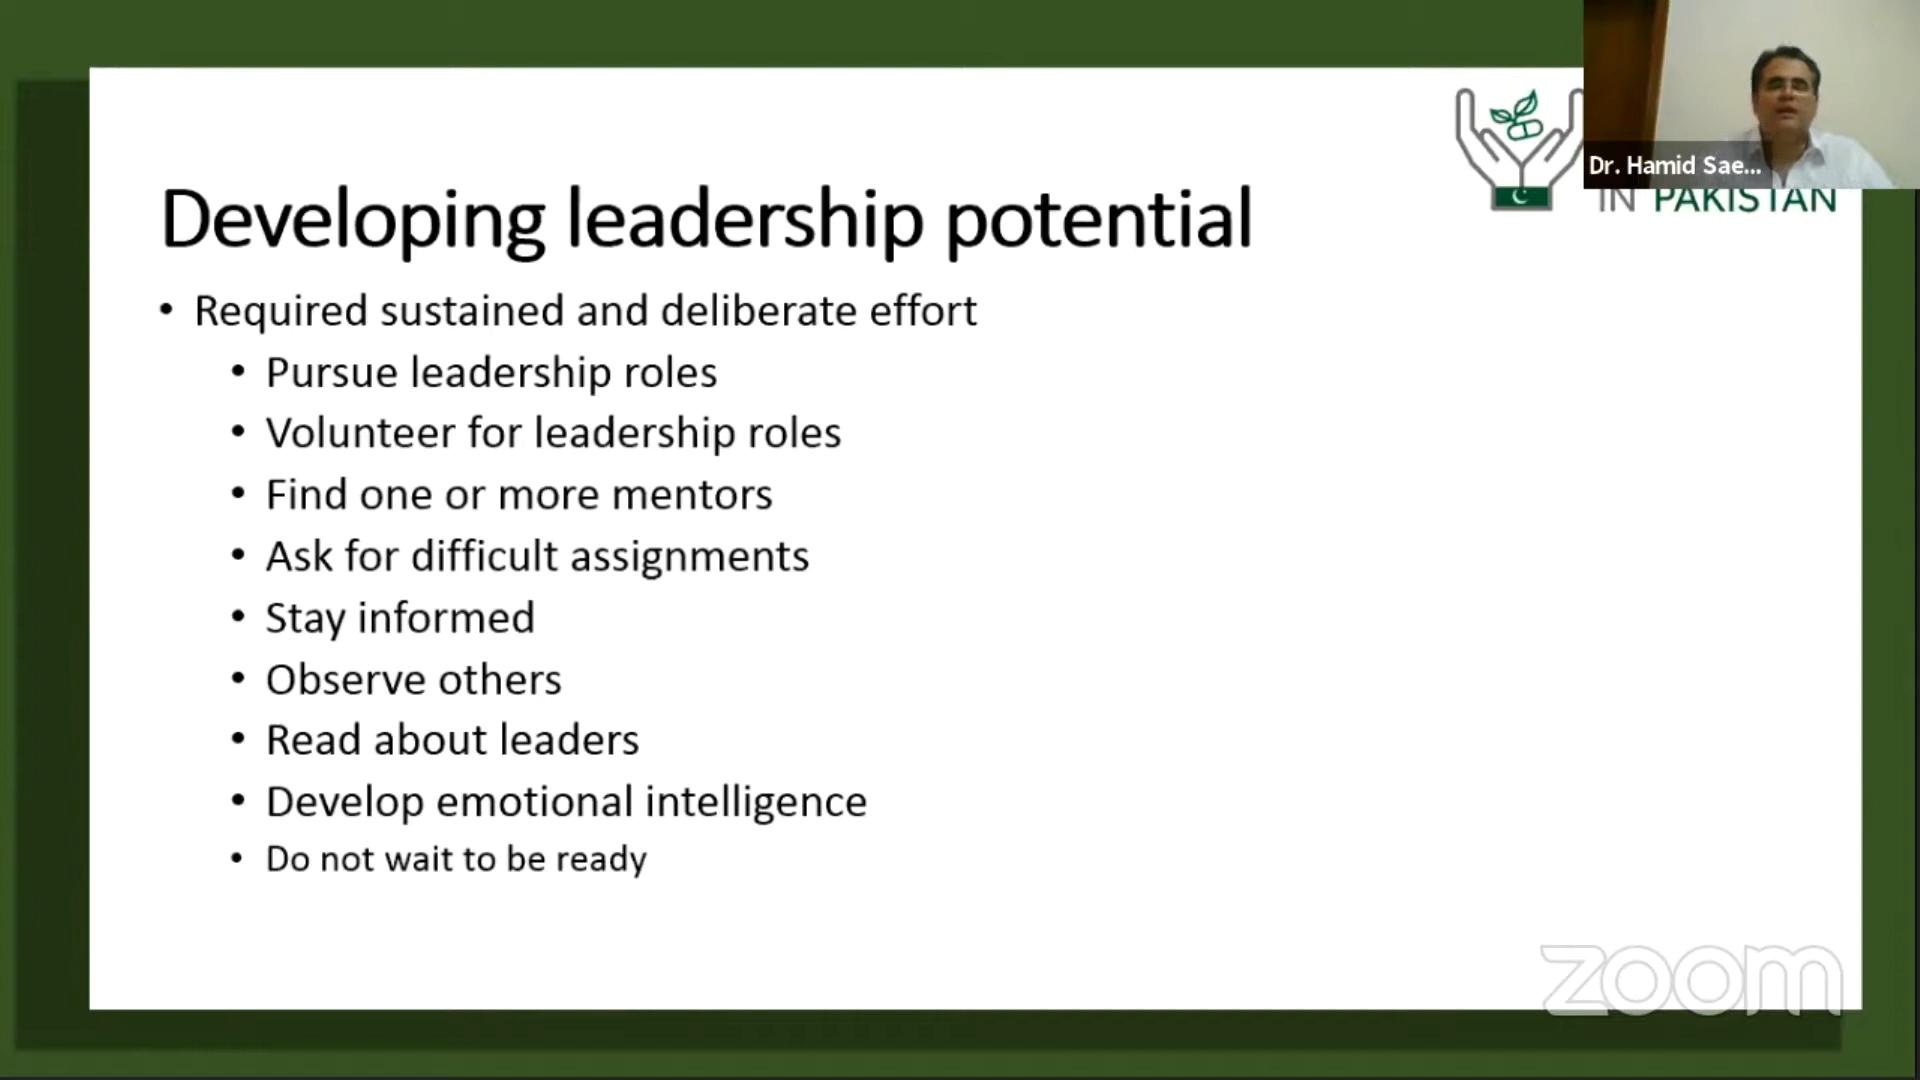 Dr. Hamid Sae...
IN PAKISTAN
Developing leadership potential
• Required sustained and deliberate effort
• Pursue leadership roles
• Volunteer for leadership roles
• Find one or more mentors
• Ask for difficult assignments
• Stay informed
• Observe others
• Read about leaders
• Develop emotional intelligence
• Do not wait to be ready
zoom